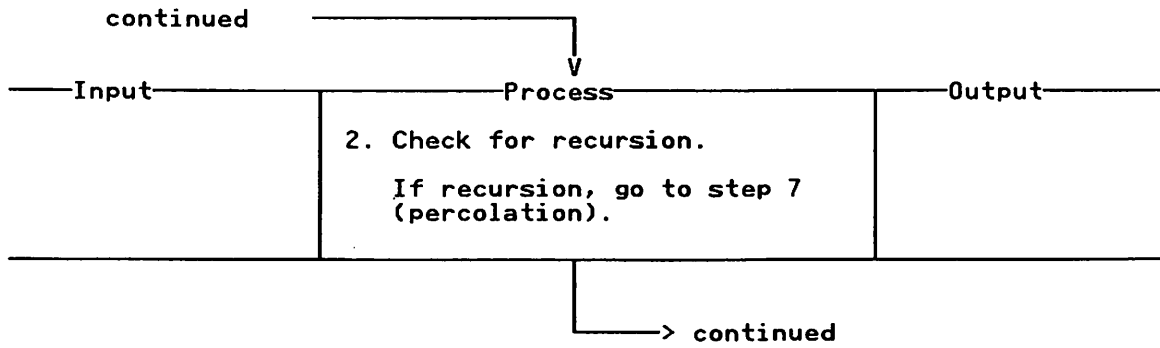 continued
V
Input Process Output
2. Check for recursion.
If recursion, go to step 7
(percolation).
> continued